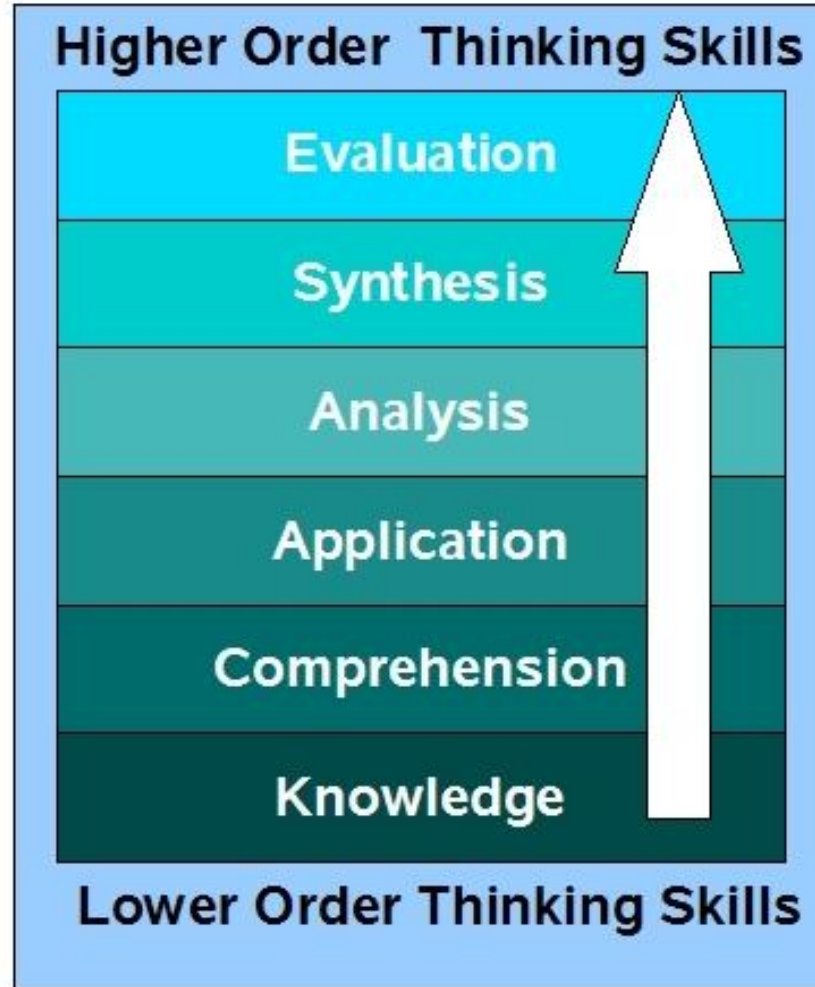 Higher Order Thinking Skills
Evaluation
Synthesis
Analysis
Application
Comprehension
Knowledge
Lower Order Thinking Skills